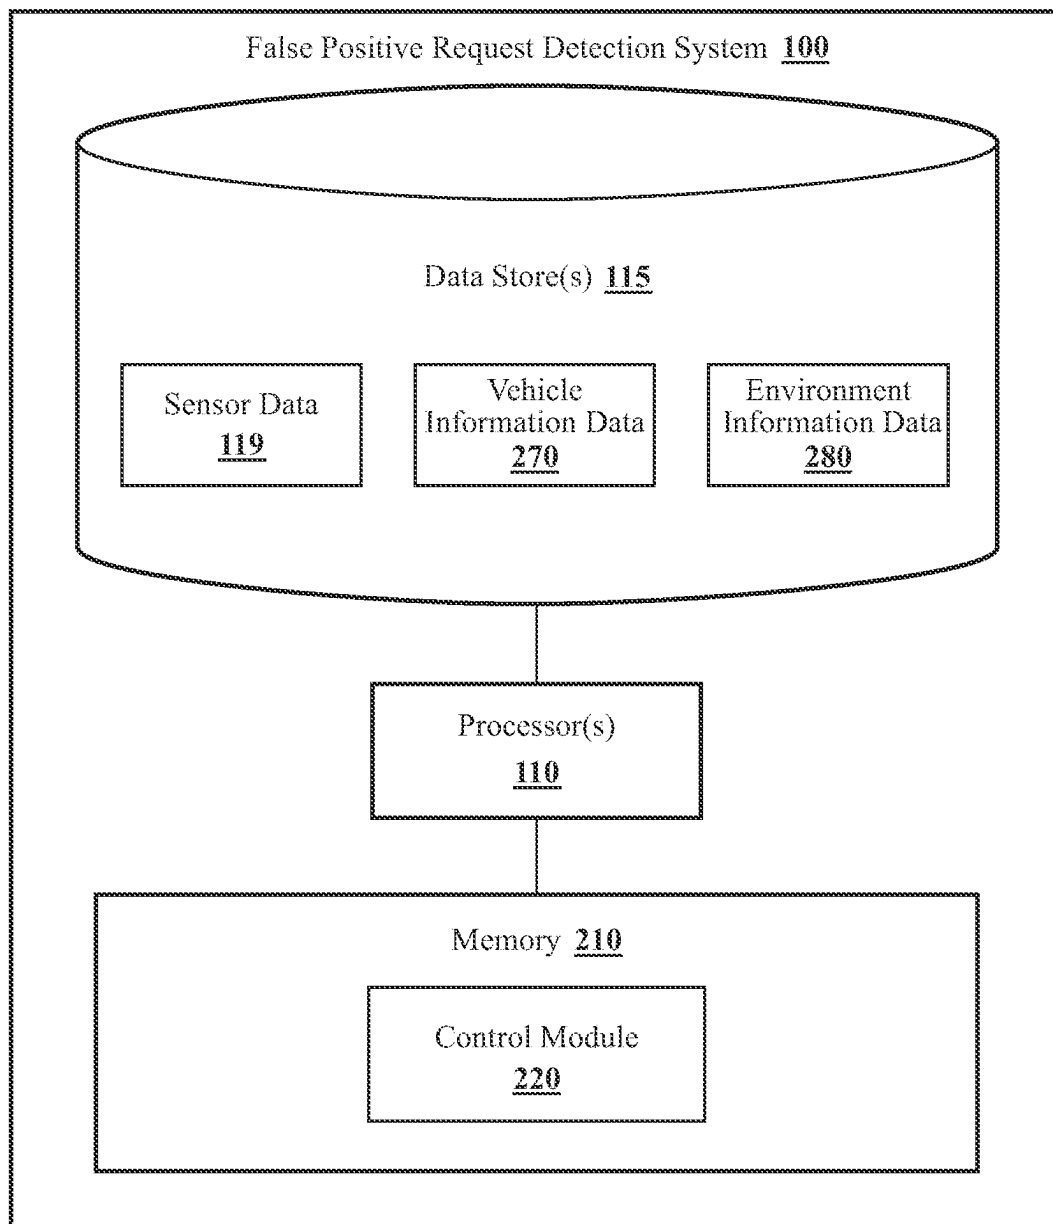 False Positive Request Detection System 100
Data Store(s) 115
Sensor Data
119
Vehicle
Information Data
270
Environment
Information Data
280
Processor(s)
110
Memory 210
Control Module
220